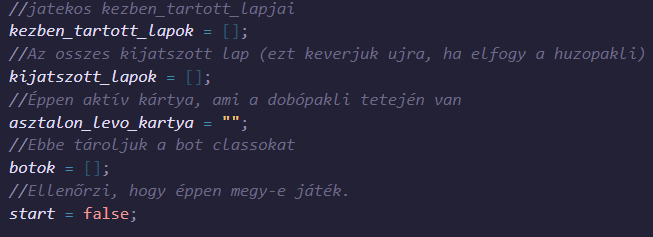 //jatekos kezben_tartott_lapjai
kezben_tartott_lapok = [];
//Az osszes kijatszott lap (ezt keverjuk ujra, ha elfogy a huzopakli)
kijatszott_lapok = [];
//Éppen aktív kártya, ami a dobópakli tetején van
asztalon_levo_kartya = "";
//Ebbe tároljuk a bot classokat
botok = [];
//Ellenőrzi, hogy éppen megy-e játék.
start = false;